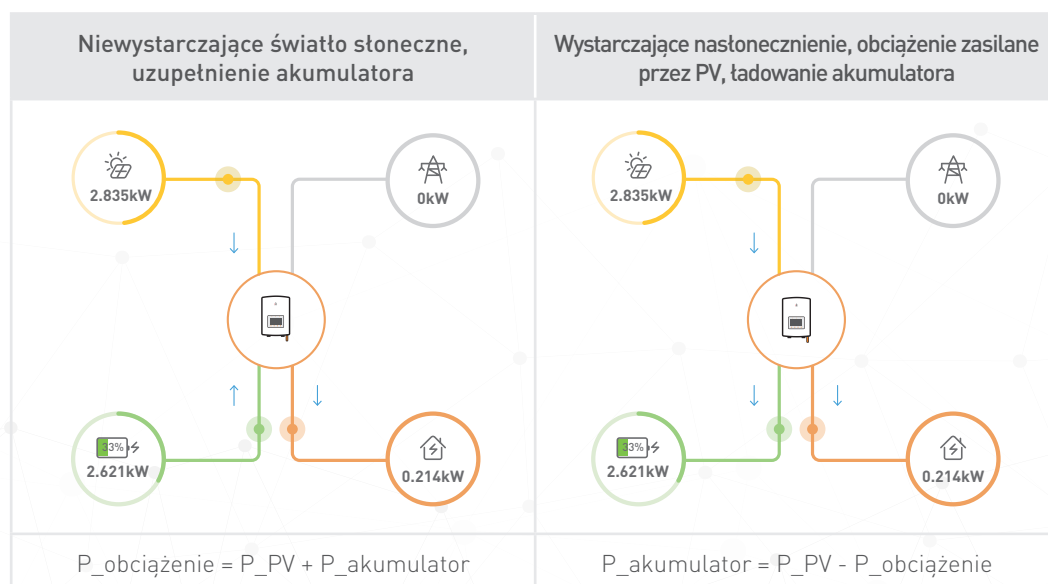 Niewystarczające światło słoneczne,
uzupełnienie akumulatora
2.835kW
0kW
33%
2.621kW
0.214kW
P_obciążenie = P_PV + P_akumulator
Wystarczające nasłonecznienie, obciążenie zasilane
przez PV, ładowanie akumulatora
2.835kW
0kW
33%
2.621kW
0.214kW
P_akumulator = P_PV - P_obciążenie